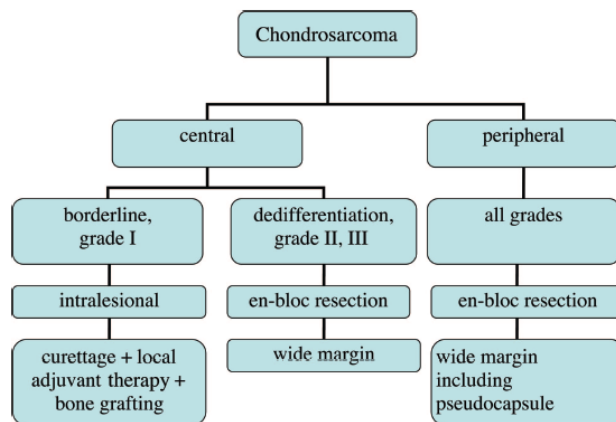 Chondrosarcoma
central
peripheral
borderline,
grade I
dedifferentiation,
grade II, III
all grades
intralesional
en-bloc resection
en-bloc resection
curettage + local
adjuvant therapy +
bone grafting
wide margin
wide margin
including
pseudocapsule